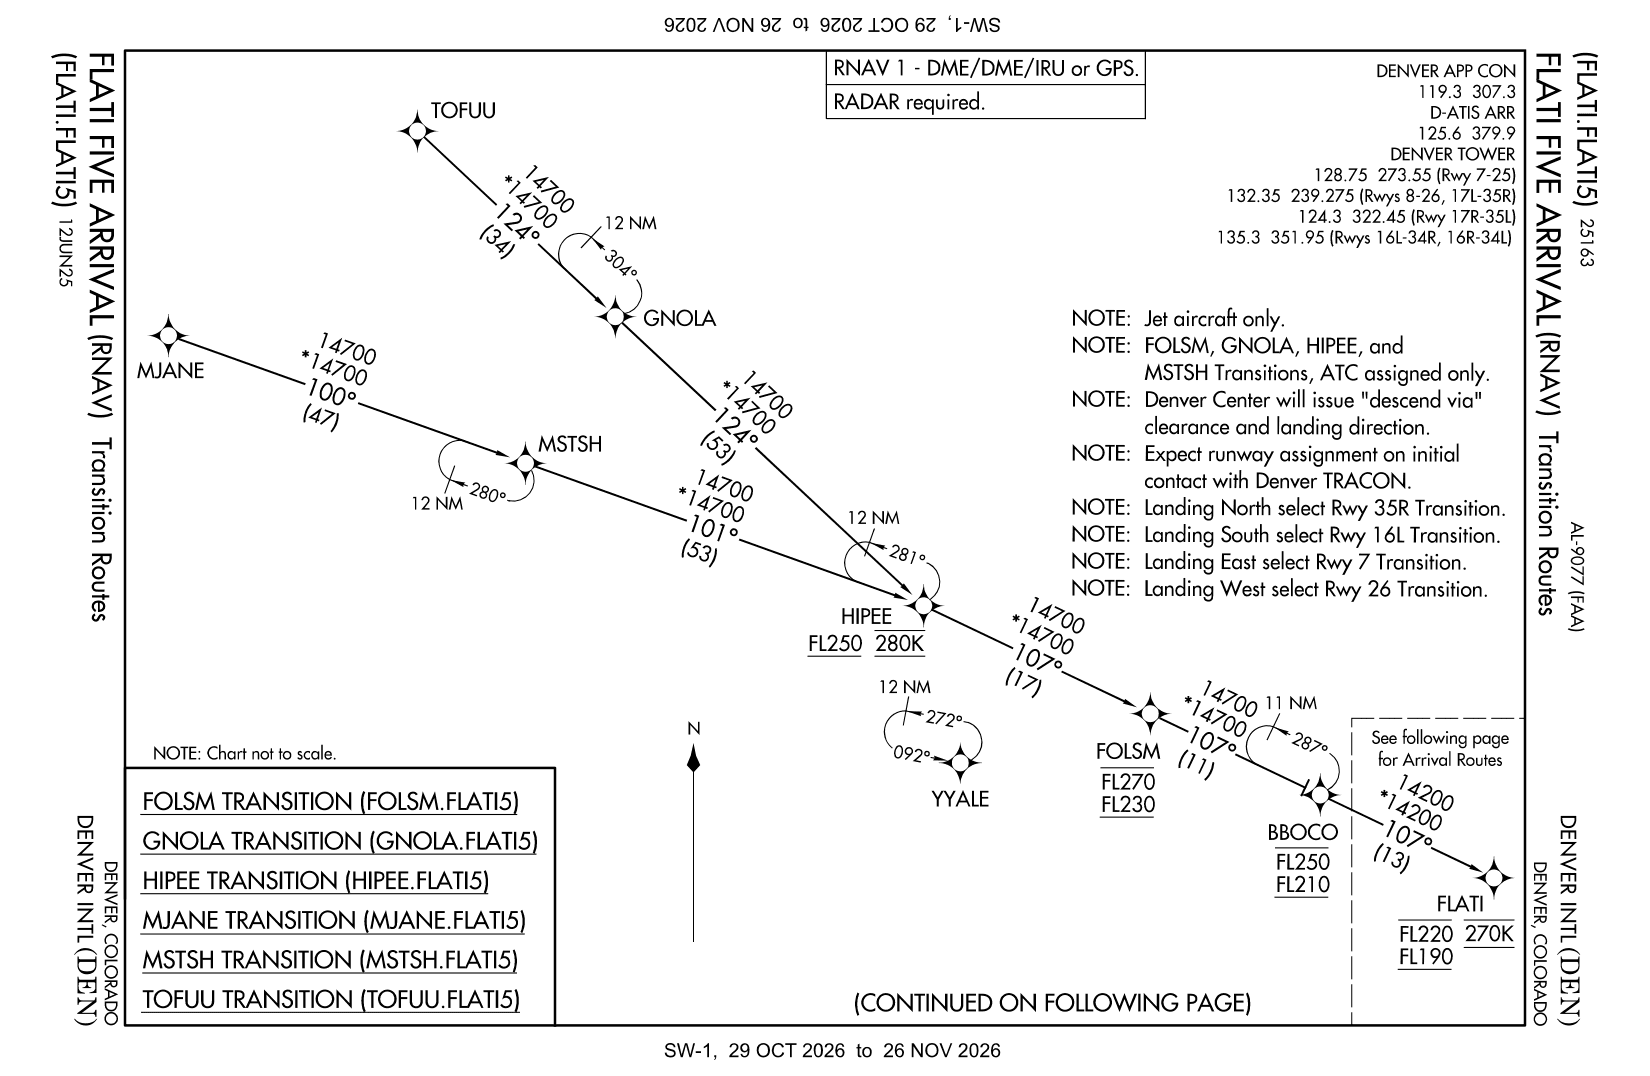 SW-1, 29 OCT 2026 to 26 NOV 2026
(FLATI.FLATI5) 12JUN25
FLATI FIVE ARRIVAL (RNAV) Transition Routes
DENVER INTL (DEN)
DENVER, COLORADO
RNAV 1 - DME/DME/IRU or GPS.
RADAR required.
DENVER APP CON
119.3 307.3
D-ATIS ARR
125.6 379.9
DENVER TOWER
128.75 273.55 (Rwy 7-25)
132.35 239.275 (Rwys 8-26, 17L-35R)
124.3 322.45 (Rwy 17R-35L)
135.3 351.95 (Rwys 16L-34R, 16R-34L)
(FLATI.FLATI5) 25163
FLATI FIVE ARRIVAL (RNAV) Transition Routes
AL-9077 (FAA)
DENVER INTL (DEN)
DENVER, COLORADO
TOFUU
14700
*14700
124°
(34)
12 NM
304°
GNOLA
MJANE
14700
*14700
100°
(47)
MSTSH
12 NM
280°
14700
*14700
124°
(53)
14700
*14700
101°
(53)
12 NM
281°
HIPEE
FL250 280K
NOTE: Jet aircraft only.
NOTE: FOLSM, GNOLA, HIPEE, and
MSTSH Transitions, ATC assigned only.
NOTE: Denver Center will issue "descend via"
clearance and landing direction.
NOTE: Expect runway assignment on initial
contact with Denver TRACON.
NOTE: Landing North select Rwy 35R Transition.
NOTE: Landing South select Rwy 16L Transition.
NOTE: Landing East select Rwy 7 Transition.
NOTE: Landing West select Rwy 26 Transition.
14700
*14700
107°
(17)
12 NM
272°
092°
YYALE
FOLSM
FL270
FL230
14700
*14700
107°
(11)
11 NM
287°
BBOCO
FL250
FL210
See following page
for Arrival Routes
14200
*14200
107°
(13)
FLATI
FL220 270K
FL190
N
NOTE: Chart not to scale.
FOLSM TRANSITION (FOLSM.FLATI5)
GNOLA TRANSITION (GNOLA.FLATI5)
HIPEE TRANSITION (HIPEE.FLATI5)
MJANE TRANSITION (MJANE.FLATI5)
MSTSH TRANSITION (MSTSH.FLATI5)
TOFUU TRANSITION (TOFUU.FLATI5)
(CONTINUED ON FOLLOWING PAGE)
SW-1, 29 OCT 2026 to 26 NOV 2026